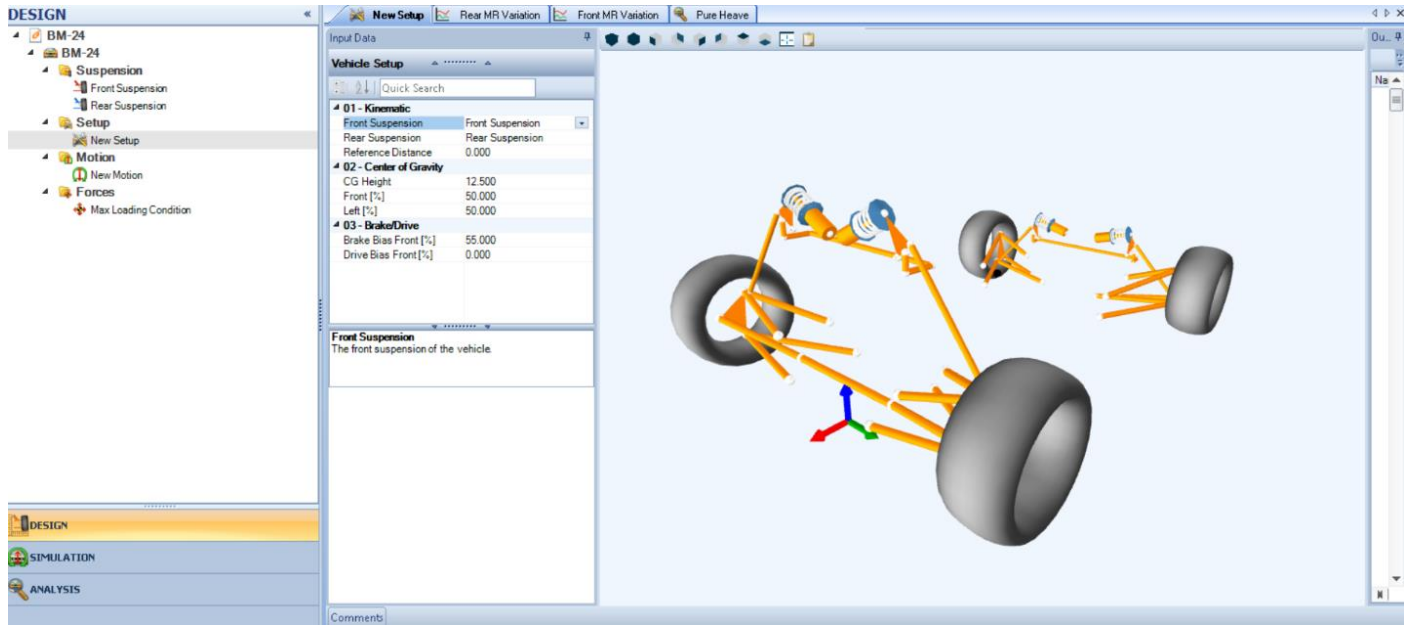 DESIGN «
BM-24
BM-24
Suspension
Front Suspension
Rear Suspension
Setup
New Setup
Motion
New Motion
Forces
Max Loading Condition
DESIGN
SIMULATION
ANALYSIS
New Setup Rear MR Variation Front MR Variation Pure Heave
Input Data
Vehicle Setup
Quick Search
01 - Kinematic
Front Suspension Front Suspension
Rear Suspension Rear Suspension
Reference Distance 0.000
02 - Center of Gravity
CG Height 12.500
Front [%] 50.000
Left [%] 50.000
03 - Brake/Drive
Brake Bias Front [%] 55.000
Drive Bias Front [%] 0.000
Front Suspension
The front suspension of the vehicle.
Comments
Ou...
Na